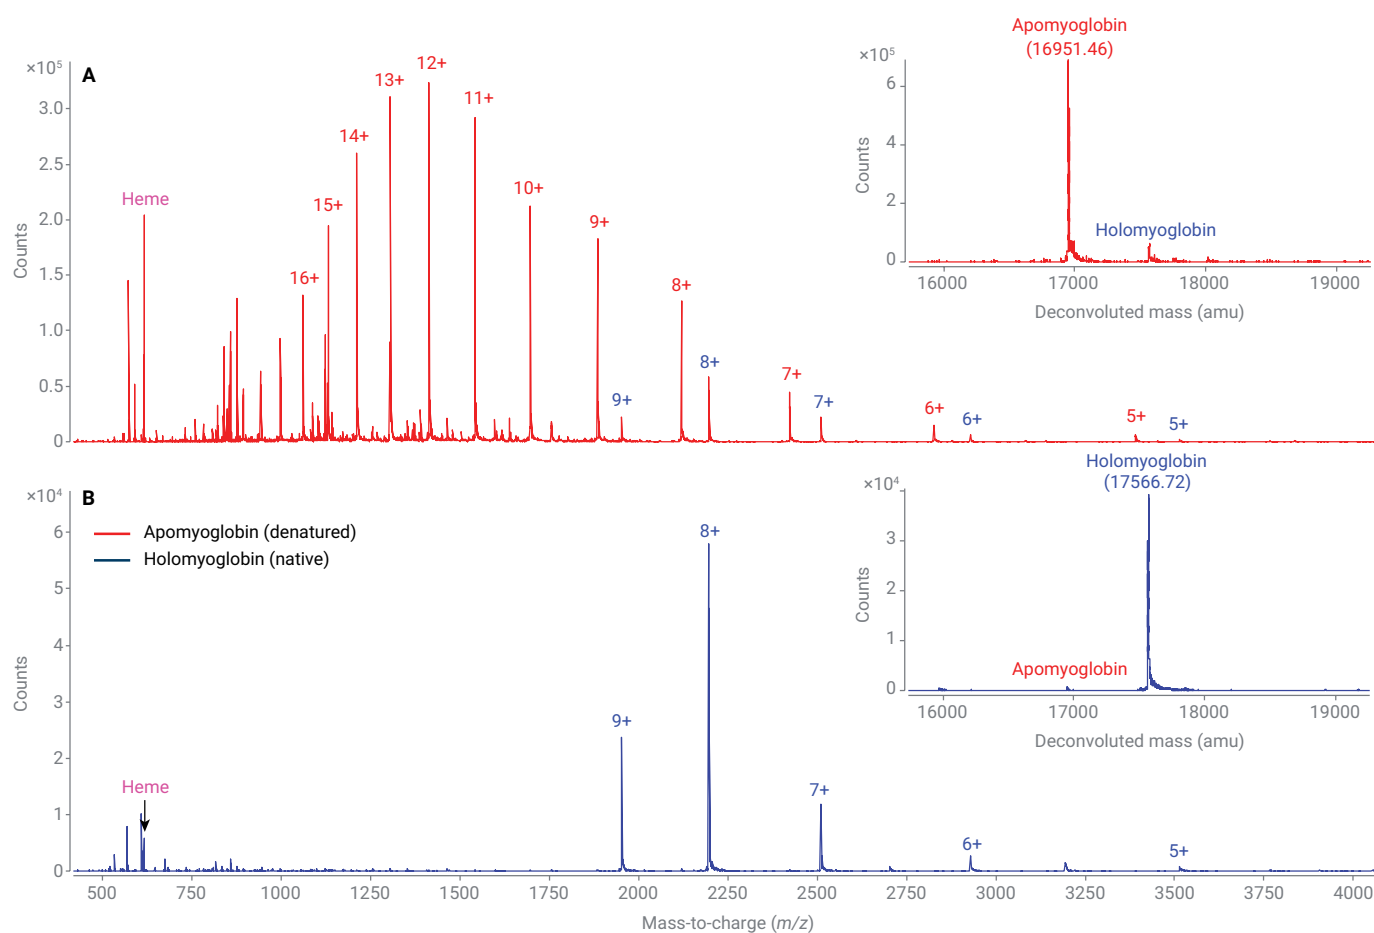 A
×10⁵
Counts
3.0
2.5
2.0
1.5
1.0
0.5
0
Heme
16+
15+
14+
13+
12+
11+
10+
9+
9+
8+
8+
7+
7+
6+
6+
5+
5+
Apomyoglobin
(16951.46)
×10⁵
Counts
6
4
2
0
Holomyoglobin
16000 17000 18000 19000
Deconvoluted mass (amu)
B
×10⁴
Counts
6
5
4
3
2
1
0
Apomyoglobin (denatured)
Holomyoglobin (native)
Heme
9+
8+
7+
6+
5+
Holomyoglobin
(17566.72)
×10⁴
Counts
3
2
1
0
Apomyoglobin
16000 17000 18000 19000
Deconvoluted mass (amu)
500 750 1000 1250 1500 1750 2000 2250 2500 2750 3000 3250 3500 3750 4000
Mass-to-charge (m/z)